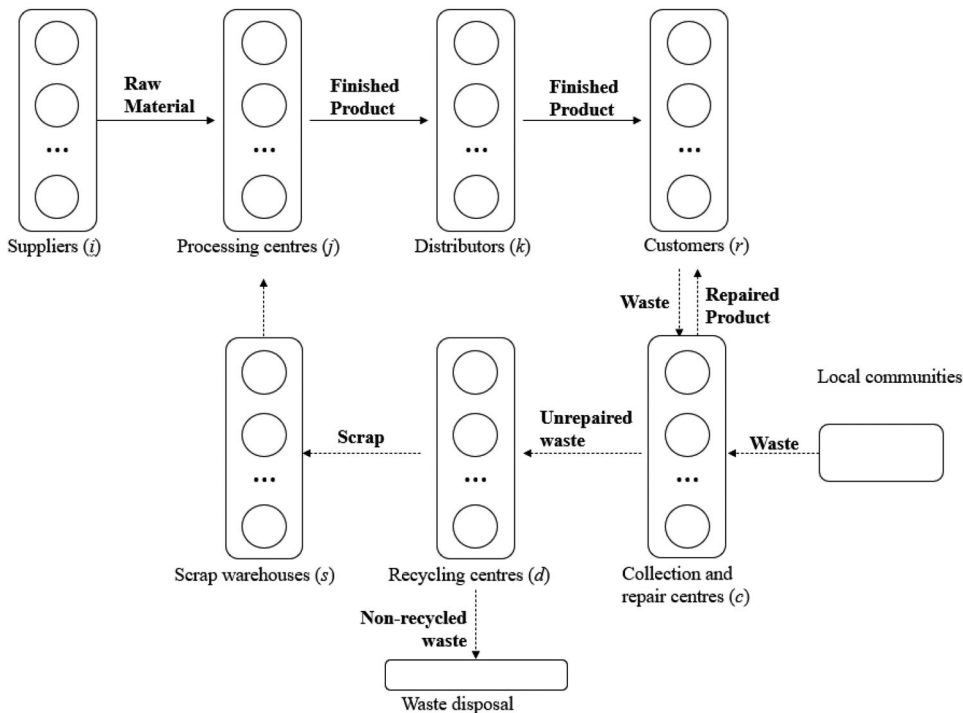 Raw
Material
Finished
Product
Finished
Product
...
...
...
...
Suppliers (i)
Processing centres (j)
Distributors (k)
Customers (r)
Waste
Repaired
Product
Local communities
Unrepaired
waste
Scrap
Waste
...
...
...
Scrap warehouses (s)
Recycling centres (d)
Collection and
repair centres (c)
Non-recycled
waste
Waste disposal